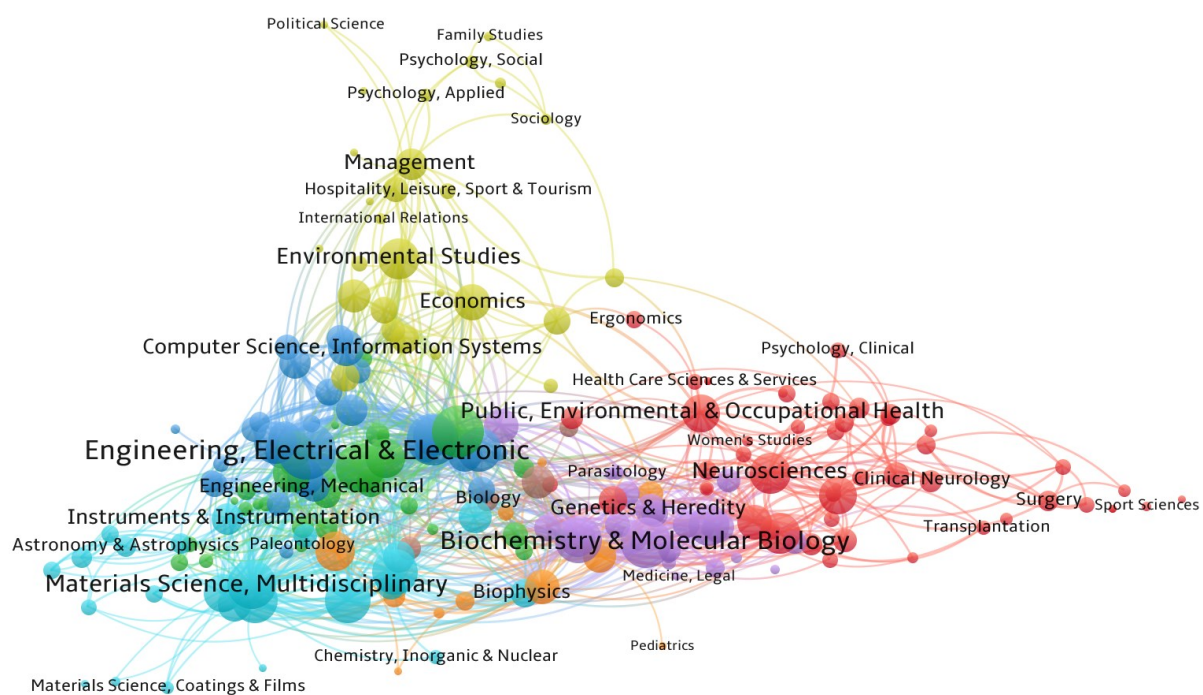 Political Science
Family Studies
Psychology, Social
Psychology, Applied
Sociology
Management
Hospitality, Leisure, Sport & Tourism
International Relations
Environmental Studies
Economics
Ergonomics
Computer Science, Information Systems
Psychology, Clinical
Health Care Sciences & Services
Public, Environmental & Occupational Health
Women's Studies
Engineering, Electrical & Electronic
Parasitology
Neurosciences
Clinical Neurology
Engineering, Mechanical
Biology
Surgery
Sport Sciences
Genetics & Heredity
Instruments & Instrumentation
Transplantation
Astronomy & Astrophysics
Paleontology
Biochemistry & Molecular Biology
Medicine, Legal
Materials Science, Multidisciplinary
Biophysics
Pediatrics
Chemistry, Inorganic & Nuclear
Materials Science, Coatings & Films